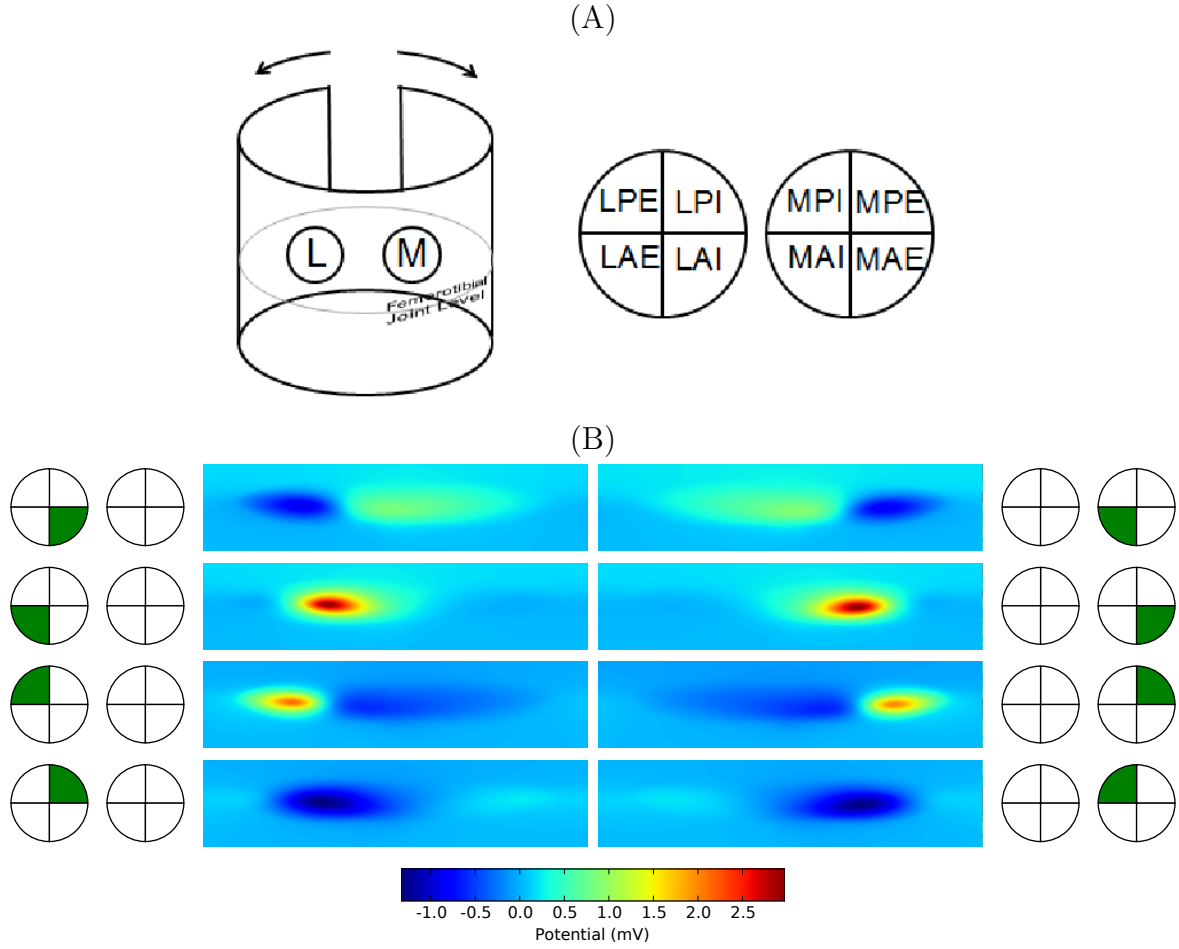 (A)
L M
Femorotibial
Joint Level
LPE LPI MPI MPE
LAE LAI MAI MAE
(B)
-1.0 -0.5 0.0 0.5 1.0 1.5 2.0 2.5
Potential (mV)